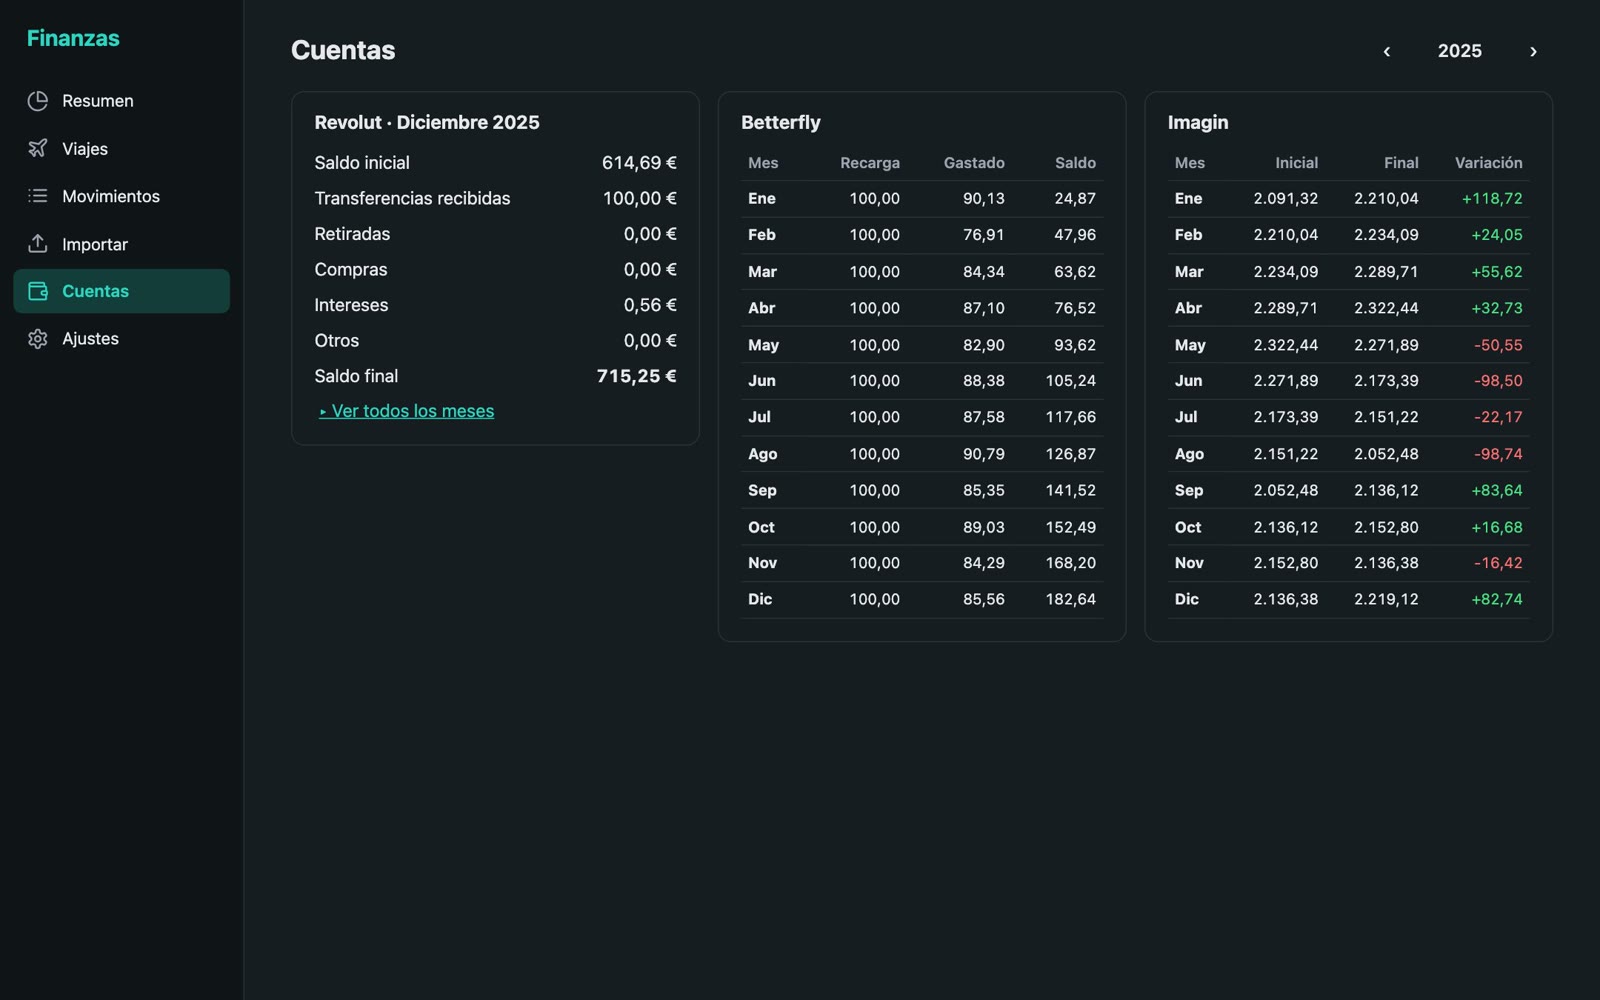 Finanzas
Resumen
Viajes
Movimientos
Importar
Cuentas
Ajustes
Cuentas
‹ 2025 ›
Revolut · Diciembre 2025
Saldo inicial 614,69 €
Transferencias recibidas 100,00 €
Retiradas 0,00 €
Compras 0,00 €
Intereses 0,56 €
Otros 0,00 €
Saldo final 715,25 €
▸ Ver todos los meses
Betterfly
Mes Recarga Gastado Saldo
Ene 100,00 90,13 24,87
Feb 100,00 76,91 47,96
Mar 100,00 84,34 63,62
Abr 100,00 87,10 76,52
May 100,00 82,90 93,62
Jun 100,00 88,38 105,24
Jul 100,00 87,58 117,66
Ago 100,00 90,79 126,87
Sep 100,00 85,35 141,52
Oct 100,00 89,03 152,49
Nov 100,00 84,29 168,20
Dic 100,00 85,56 182,64
Imagin
Mes Inicial Final Variación
Ene 2.091,32 2.210,04 +118,72
Feb 2.210,04 2.234,09 +24,05
Mar 2.234,09 2.289,71 +55,62
Abr 2.289,71 2.322,44 +32,73
May 2.322,44 2.271,89 -50,55
Jun 2.271,89 2.173,39 -98,50
Jul 2.173,39 2.151,22 -22,17
Ago 2.151,22 2.052,48 -98,74
Sep 2.052,48 2.136,12 +83,64
Oct 2.136,12 2.152,80 +16,68
Nov 2.152,80 2.136,38 -16,42
Dic 2.136,38 2.219,12 +82,74